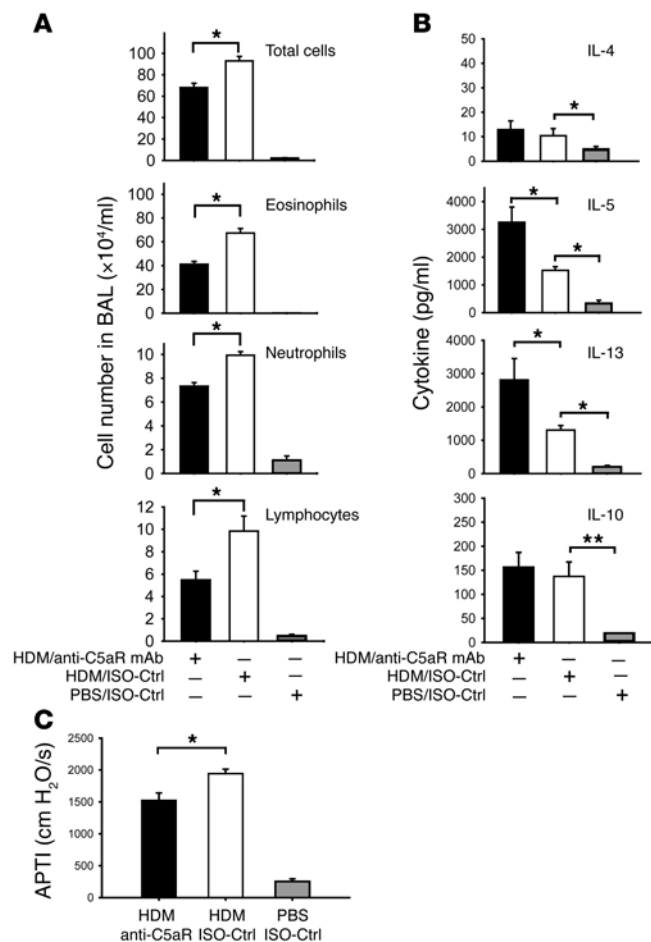 A
Cell number in BAL (×10⁴/ml)
Total cells
100
80
60
40
20
0
*
Eosinophils
100
80
60
40
20
0
*
Neutrophils
10
8
6
4
2
0
*
Lymphocytes
12
10
8
6
4
2
0
*
HDM/anti-C5aR mAb + – –
HDM/ISO-Ctrl – + –
PBS/ISO-Ctrl – – +
B
Cytokine (pg/ml)
IL-4
50
40
30
20
10
0
*
IL-5
4000
3000
2000
1000
0
*
*
IL-13
4000
3000
2000
1000
0
*
*
IL-10
300
250
200
150
100
50
0
**
HDM/anti-C5aR mAb + – –
HDM/ISO-Ctrl – + –
PBS/ISO-Ctrl – – +
C
APTI (cm H₂O/s)
2500
2000
1500
1000
500
0
*
HDM anti-C5aR
HDM ISO-Ctrl
PBS ISO-Ctrl